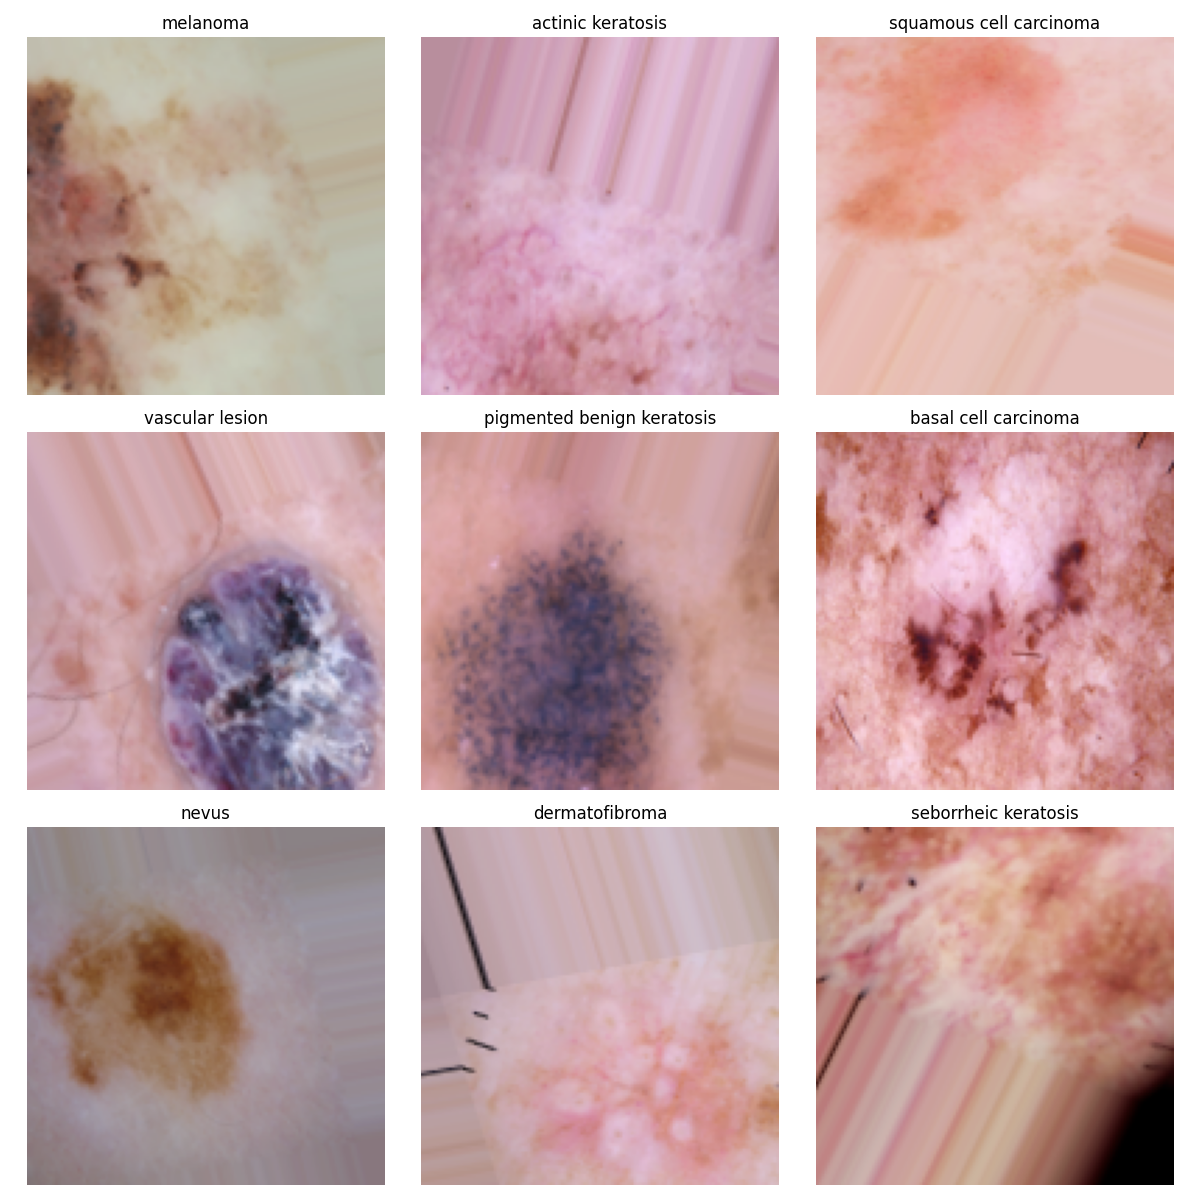 melanoma
actinic keratosis
squamous cell carcinoma
vascular lesion
pigmented benign keratosis
basal cell carcinoma
nevus
dermatofibroma
seborrheic keratosis